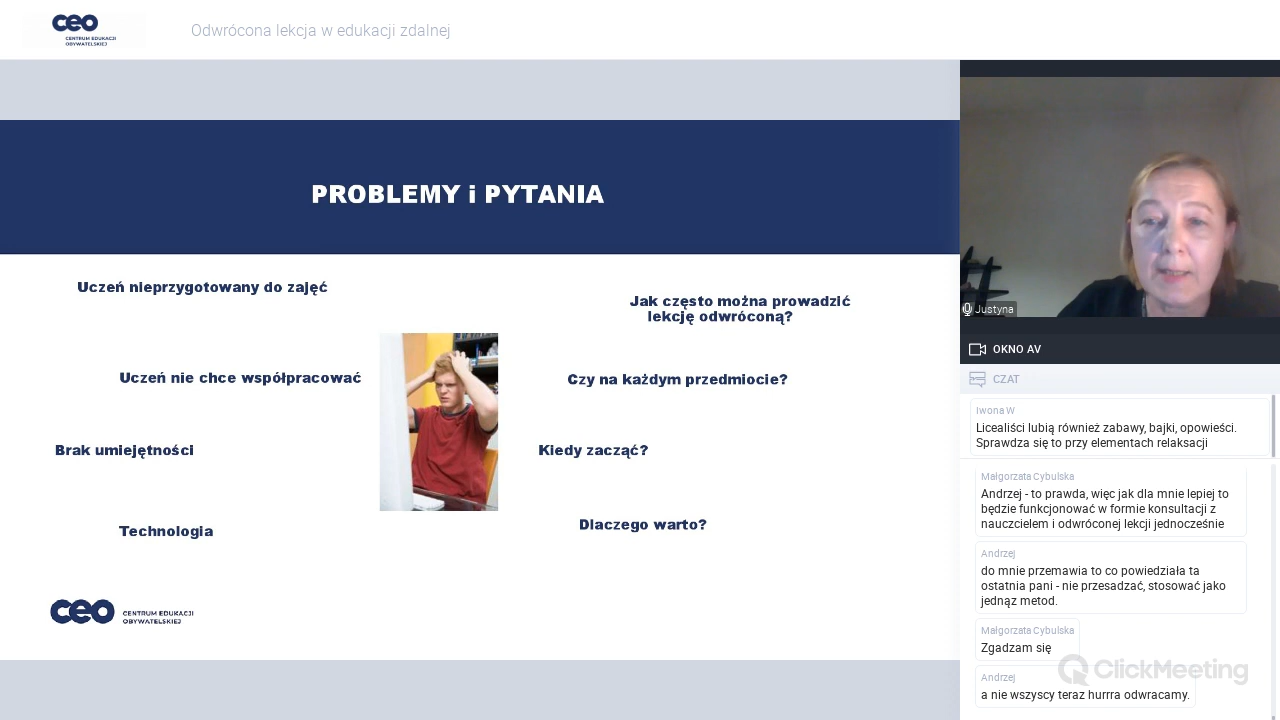 ceo
CENTRUM EDUKACJI
OBYWATELSKIEJ
Odwrócona lekcja w edukacji zdalnej
PROBLEMY i PYTANIA
Uczeń nieprzygotowany do zajęć
Jak często można prowadzić
lekcję odwróconą?
Uczeń nie chce współpracować
Czy na każdym przedmiocie?
Brak umiejętności
Kiedy zacząć?
Technologia
Dlaczego warto?
ceo
CENTRUM EDUKACJI
OBYWATELSKIEJ
Justyna
OKNO AV
CZAT
Iwona W
Licealiści lubią również zabawy, bajki, opowieści.
Sprawdza się to przy elementach relaksacji
Małgorzata Cybulska
Andrzej - to prawda, więc jak dla mnie lepiej to
będzie funkcjonować w formie konsultacji z
nauczcielem i odwróconej lekcji jednocześnie
Andrzej
do mnie przemawia to co powiedziała ta
ostatnia pani - nie przesadzać, stosować jako
jednąz metod.
Małgorzata Cybulska
Zgadzam się
Andrzej
a nie wszyscy teraz hurrra odwracamy.
ClickMeeting